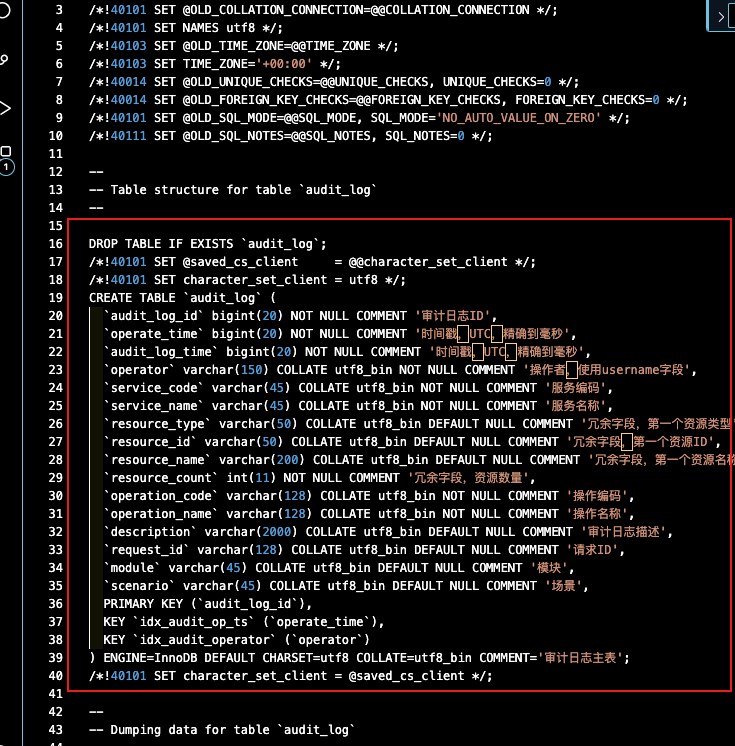 3 /*!40101 SET @OLD_COLLATION_CONNECTION=@@COLLATION_CONNECTION */;
4 /*!40101 SET NAMES utf8 */;
5 /*!40103 SET @OLD_TIME_ZONE=@@TIME_ZONE */;
6 /*!40103 SET TIME_ZONE='+00:00' */;
7 /*!40014 SET @OLD_UNIQUE_CHECKS=@@UNIQUE_CHECKS, UNIQUE_CHECKS=0 */;
8 /*!40014 SET @OLD_FOREIGN_KEY_CHECKS=@@FOREIGN_KEY_CHECKS, FOREIGN_KEY_CHECKS=0 */;
9 /*!40101 SET @OLD_SQL_MODE=@@SQL_MODE, SQL_MODE='NO_AUTO_VALUE_ON_ZERO' */;
10 /*!40111 SET @OLD_SQL_NOTES=@@SQL_NOTES, SQL_NOTES=0 */;
11
12 --
13 -- Table structure for table `audit_log`
14 --
15
16 DROP TABLE IF EXISTS `audit_log`;
17 /*!40101 SET @saved_cs_client     = @@character_set_client */;
18 /*!40101 SET character_set_client = utf8 */;
19 CREATE TABLE `audit_log` (
20 `audit_log_id` bigint(20) NOT NULL COMMENT '审计日志ID',
21 `operate_time` bigint(20) NOT NULL COMMENT '时间戳，UTC，精确到毫秒',
22 `audit_log_time` bigint(20) NOT NULL COMMENT '时间戳，UTC，精确到毫秒',
23 `operator` varchar(150) COLLATE utf8_bin NOT NULL COMMENT '操作者，使用username字段',
24 `service_code` varchar(45) COLLATE utf8_bin NOT NULL COMMENT '服务编码',
25 `service_name` varchar(45) COLLATE utf8_bin NOT NULL COMMENT '服务名称',
26 `resource_type` varchar(50) COLLATE utf8_bin DEFAULT NULL COMMENT '冗余字段，第一个资源类型'
27 `resource_id` varchar(50) COLLATE utf8_bin DEFAULT NULL COMMENT '冗余字段，第一个资源ID',
28 `resource_name` varchar(200) COLLATE utf8_bin DEFAULT NULL COMMENT '冗余字段，第一个资源名称
29 `resource_count` int(11) NOT NULL COMMENT '冗余字段，资源数量',
30 `operation_code` varchar(128) COLLATE utf8_bin NOT NULL COMMENT '操作编码',
31 `operation_name` varchar(128) COLLATE utf8_bin NOT NULL COMMENT '操作名称',
32 `description` varchar(2000) COLLATE utf8_bin DEFAULT NULL COMMENT '审计日志描述',
33 `request_id` varchar(128) COLLATE utf8_bin DEFAULT NULL COMMENT '请求ID',
34 `module` varchar(45) COLLATE utf8_bin DEFAULT NULL COMMENT '模块',
35 `scenario` varchar(45) COLLATE utf8_bin DEFAULT NULL COMMENT '场景',
36 PRIMARY KEY (`audit_log_id`),
37 KEY `idx_audit_op_ts` (`operate_time`),
38 KEY `idx_audit_operator` (`operator`)
39 ) ENGINE=InnoDB DEFAULT CHARSET=utf8 COLLATE=utf8_bin COMMENT='审计日志主表';
40 /*!40101 SET character_set_client = @saved_cs_client */;
41
42 --
43 -- Dumping data for table `audit_log`
1